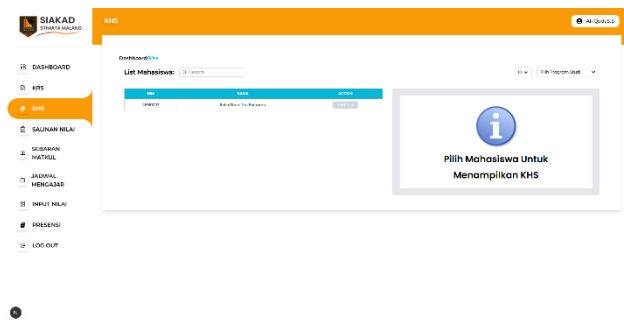 SIAKAD
STIMATA MALANG
KHS
DASHBOARD
KRS
KHS
SALINAN NILAI
SEBARAN
MATKUL
JADWAL
MENGAJAR
INPUT NILAI
PRESENSI
LOG OUT
Dashboard/khs
List Mahasiswa:
Search
10
Pilih Program Studi
NIM
NAMA
Pilih Mahasiswa Untuk
Menampilkan KHS